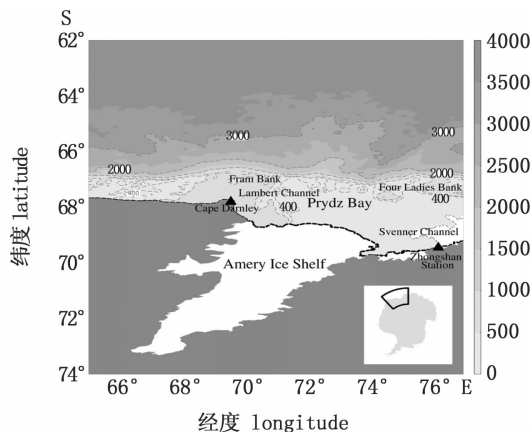 S
62°
64°
66°
68°
70°
72°
74°
纬度 latitude
3000
3000
2000
2000
Fram Bank
Lambert Channel
Four Ladies Bank
400
400
Prydz Bay
Cape Darnley
Svenner Channel
Amery Ice Shelf
Zhongshan
Station
66° 68° 70° 72° 74° 76° E
经度 longitude
4000
3500
3000
2500
2000
1500
1000
500
0